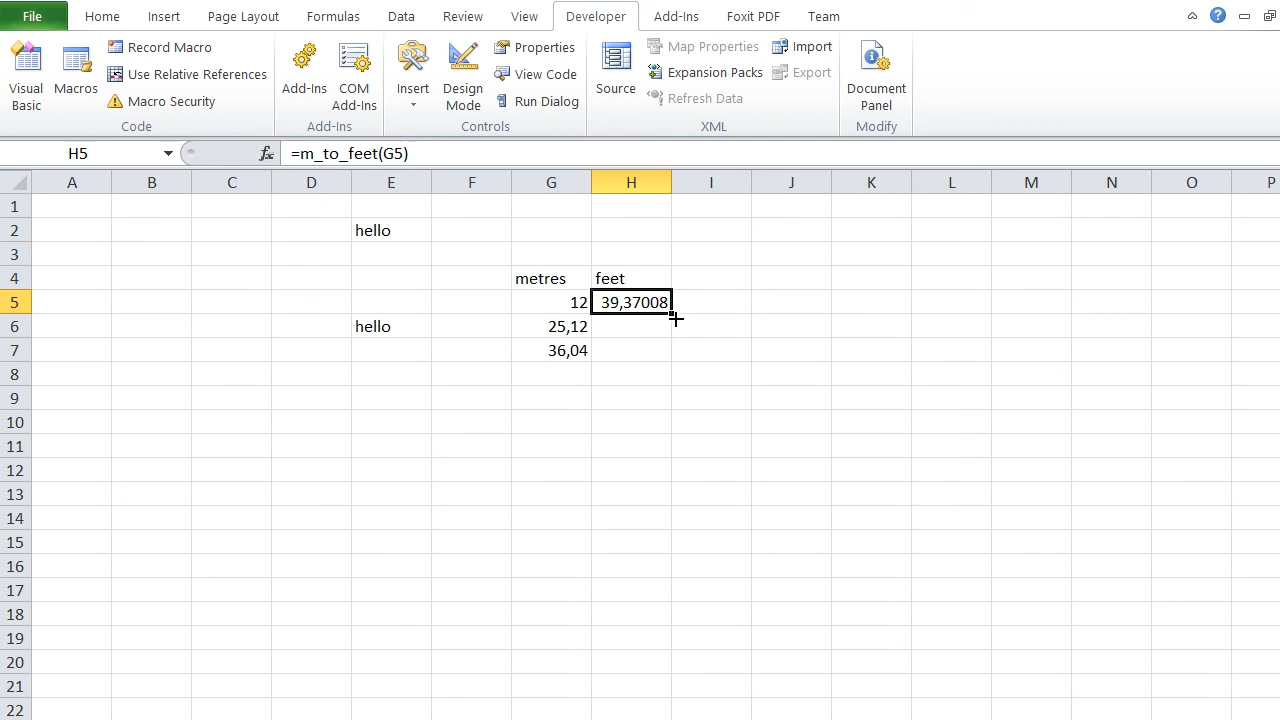 File Home Insert Page Layout Formulas Data Review View Developer Add-Ins Foxit PDF Team
Visual Basic
Macros
Record Macro
Use Relative References
Macro Security
Code
Add-Ins
COM Add-Ins
Add-Ins
Insert
Design Mode
Properties
View Code
Run Dialog
Controls
Source
Map Properties
Expansion Packs
Refresh Data
Import
Export
XML
Document Panel
Modify
H5 fx =m_to_feet(G5)
A B C D E F G H I J K L M N O P
1
2 hello
3
4 metres feet
5 12 39,37008
6 hello 25,12
7 36,04
8
9
10
11
12
13
14
15
16
17
18
19
20
21
22